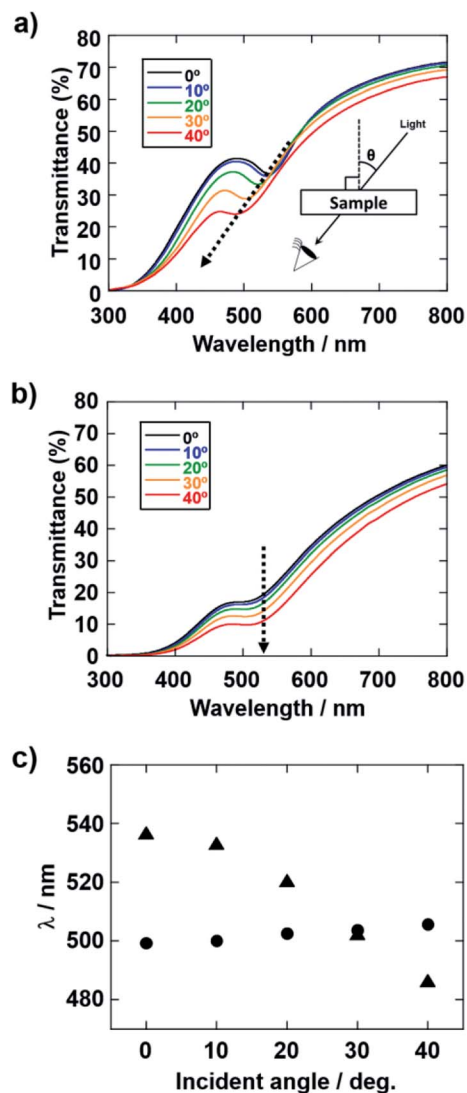 a)
80
70
60
50
40
30
20
10
0
Transmittance (%)
0º
10º
20º
30º
40º
Light
θ
Sample
300 400 500 600 700 800
Wavelength / nm
b)
80
70
60
50
40
30
20
10
0
Transmittance (%)
0º
10º
20º
30º
40º
300 400 500 600 700 800
Wavelength / nm
c)
560
540
520
500
480
λ / nm
0 10 20 30 40
Incident angle / deg.